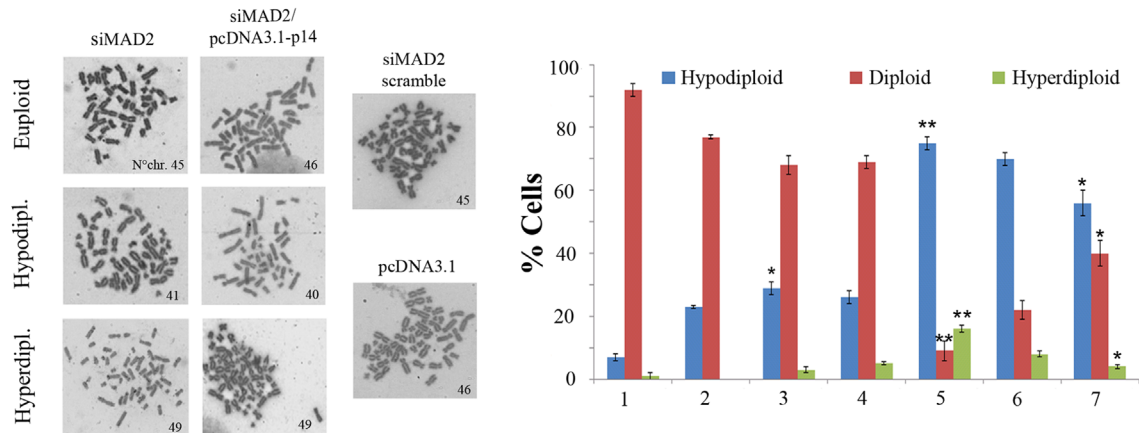 siMAD2
siMAD2/
pcDNA3.1-p14
siMAD2
scramble
Euploid
N°chr. 45
46
45
Hypodipl.
41
40
pcDNA3.1
46
Hyperdipl.
49
49
Hypodiploid Diploid Hyperdiploid
% Cells
100
80
60
40
20
0
**
*
**
**
*
*
*
1 2 3 4 5 6 7